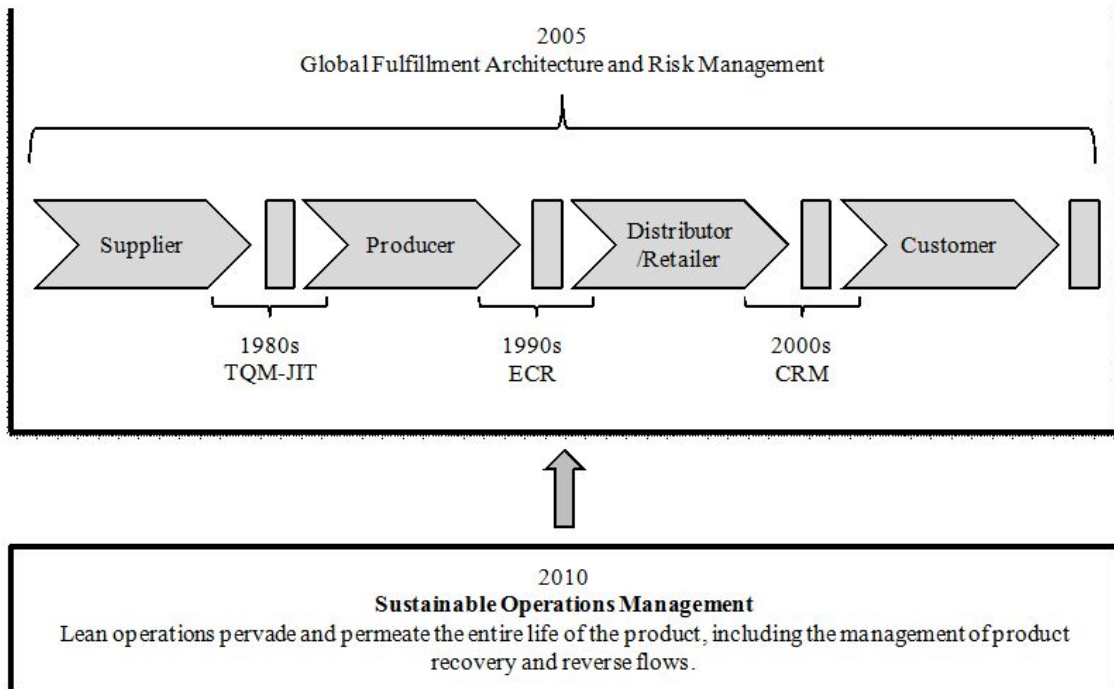 2005
Global Fulfillment Architecture and Risk Management
Supplier
Producer
Distributor
/Retailer
Customer
1980s
TQM-JIT
1990s
ECR
2000s
CRM
2010
Sustainable Operations Management
Lean operations pervade and permeate the entire life of the product, including the management of product
recovery and reverse flows.